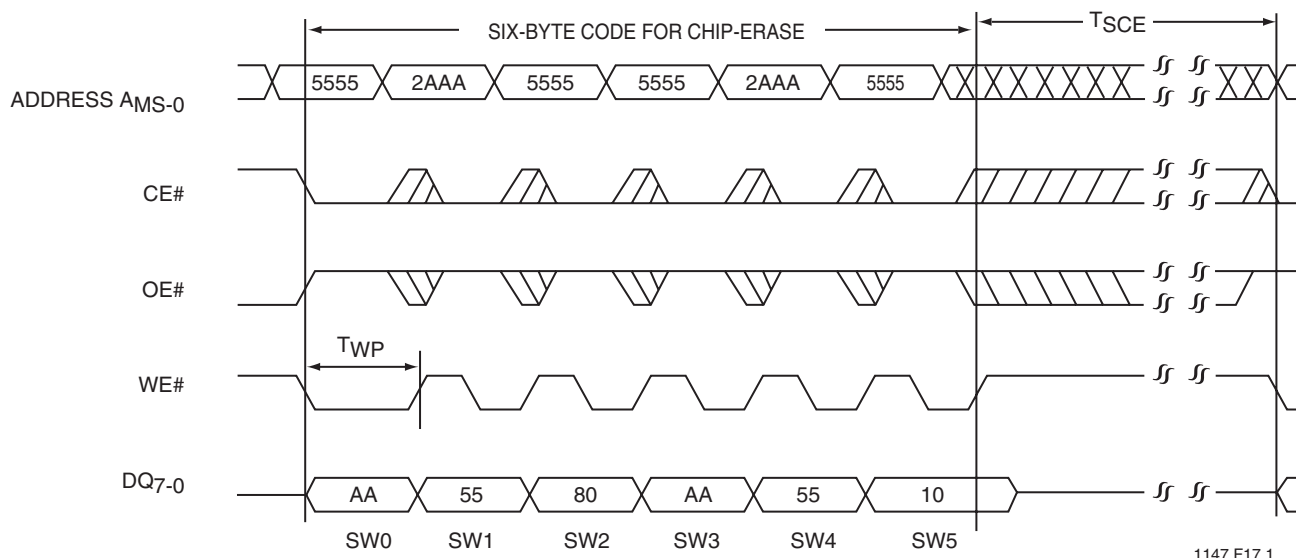 SIX-BYTE CODE FOR CHIP-ERASE
TSCE
ADDRESS AMS-0
5555 2AAA 5555 5555 2AAA 5555
CE#
OE#
TWP
WE#
DQ7-0
AA 55 80 AA 55 10
SW0 SW1 SW2 SW3 SW4 SW5
1147 F17.1